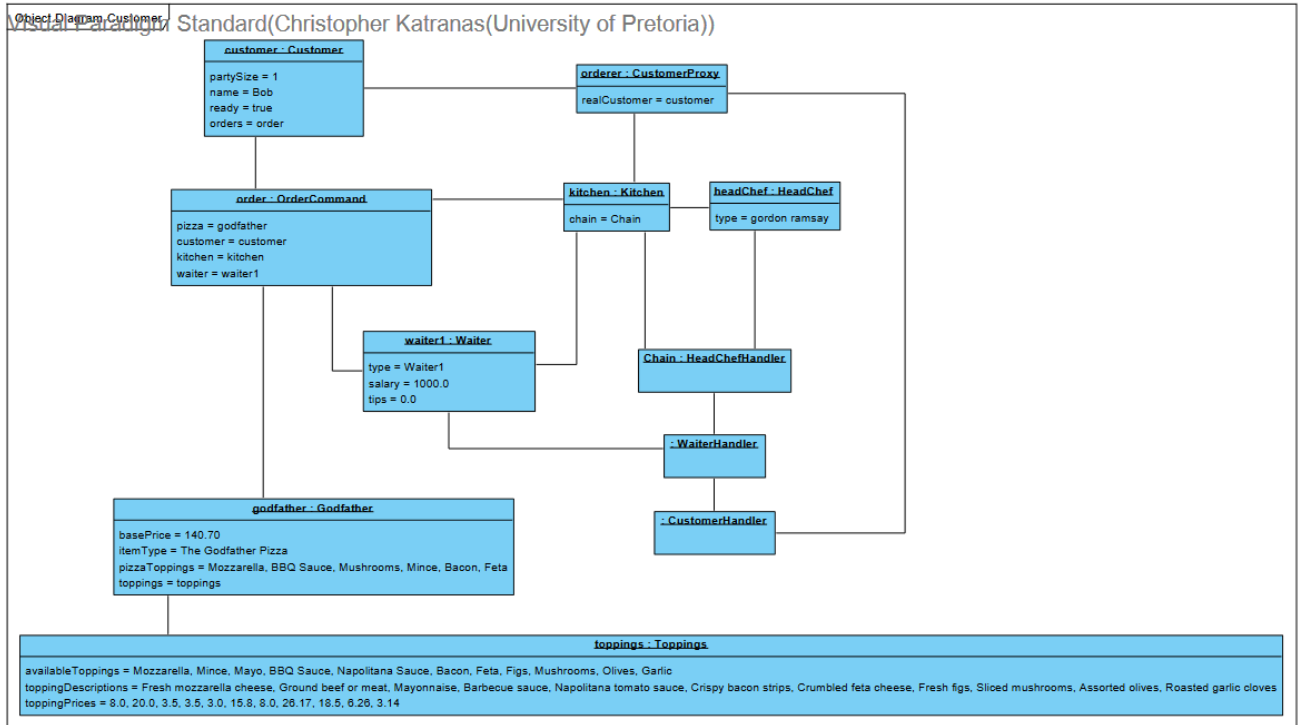 Object Diagram Customer
Visual Paradigm Standard(Christopher Katranas(University of Pretoria))
customer : Customer
partySize = 1
name = Bob
ready = true
orders = order
orderer : CustomerProxy
realCustomer = customer
order : OrderCommand
pizza = godfather
customer = customer
kitchen = kitchen
waiter = waiter1
kitchen : Kitchen
chain = Chain
headChef : HeadChef
type = gordon ramsay
waiter1 : Waiter
type = Waiter1
salary = 1000.0
tips = 0.0
Chain : HeadChefHandler
: WaiterHandler
: CustomerHandler
godfather : Godfather
basePrice = 140.70
itemType = The Godfather Pizza
pizzaToppings = Mozzarella, BBQ Sauce, Mushrooms, Mince, Bacon, Feta
toppings = toppings
toppings : Toppings
availableToppings = Mozzarella, Mince, Mayo, BBQ Sauce, Napolitana Sauce, Bacon, Feta, Figs, Mushrooms, Olives, Garlic
toppingDescriptions = Fresh mozzarella cheese, Ground beef or meat, Mayonnaise, Barbecue sauce, Napolitana tomato sauce, Crispy bacon strips, Crumbled feta cheese, Fresh figs, Sliced mushrooms, Assorted olives, Roasted garlic cloves
toppingPrices = 8.0, 20.0, 3.5, 3.5, 3.0, 15.8, 8.0, 26.17, 18.5, 6.26, 3.14